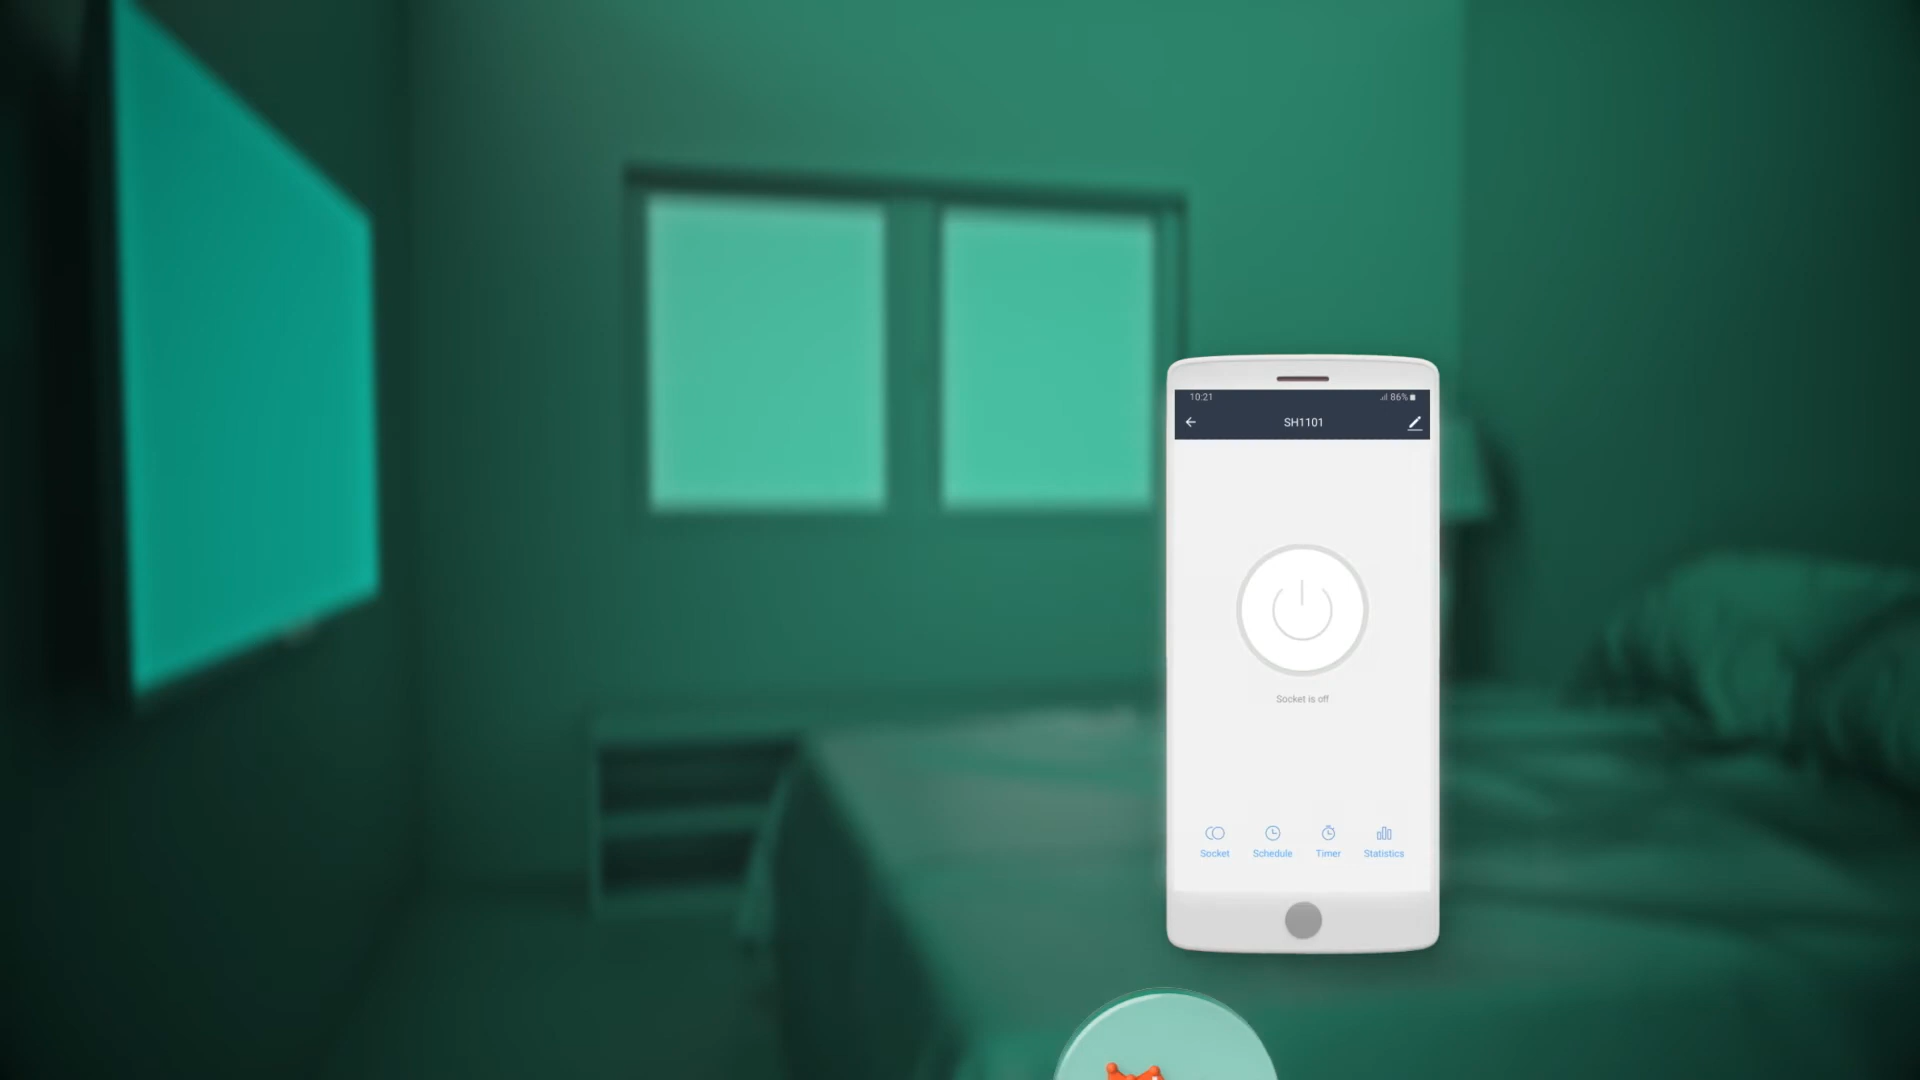 10:21 86%
SH1101
Socket is off
Socket Schedule Timer Statistics